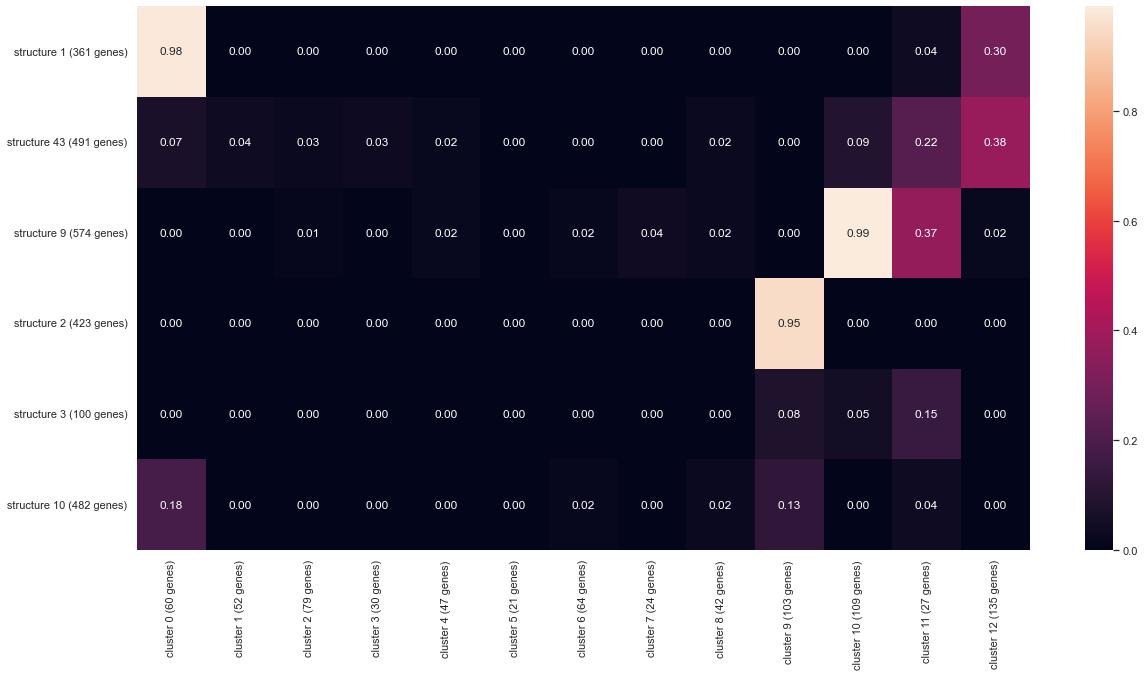 structure 1 (361 genes) 0.98 0.00 0.00 0.00 0.00 0.00 0.00 0.00 0.00 0.00 0.00 0.04 0.30
structure 43 (491 genes) 0.07 0.04 0.03 0.03 0.02 0.00 0.00 0.00 0.02 0.00 0.09 0.22 0.38
structure 9 (574 genes) 0.00 0.00 0.01 0.00 0.02 0.00 0.02 0.04 0.02 0.00 0.99 0.37 0.02
structure 2 (423 genes) 0.00 0.00 0.00 0.00 0.00 0.00 0.00 0.00 0.00 0.95 0.00 0.00 0.00
structure 3 (100 genes) 0.00 0.00 0.00 0.00 0.00 0.00 0.00 0.00 0.00 0.08 0.05 0.15 0.00
structure 10 (482 genes) 0.18 0.00 0.00 0.00 0.00 0.00 0.02 0.00 0.02 0.13 0.00 0.04 0.00
cluster 0 (60 genes)
cluster 1 (52 genes)
cluster 2 (79 genes)
cluster 3 (30 genes)
cluster 4 (47 genes)
cluster 5 (21 genes)
cluster 6 (64 genes)
cluster 7 (24 genes)
cluster 8 (42 genes)
cluster 9 (103 genes)
cluster 10 (109 genes)
cluster 11 (27 genes)
cluster 12 (135 genes)
0.8
0.6
0.4
0.2
0.0